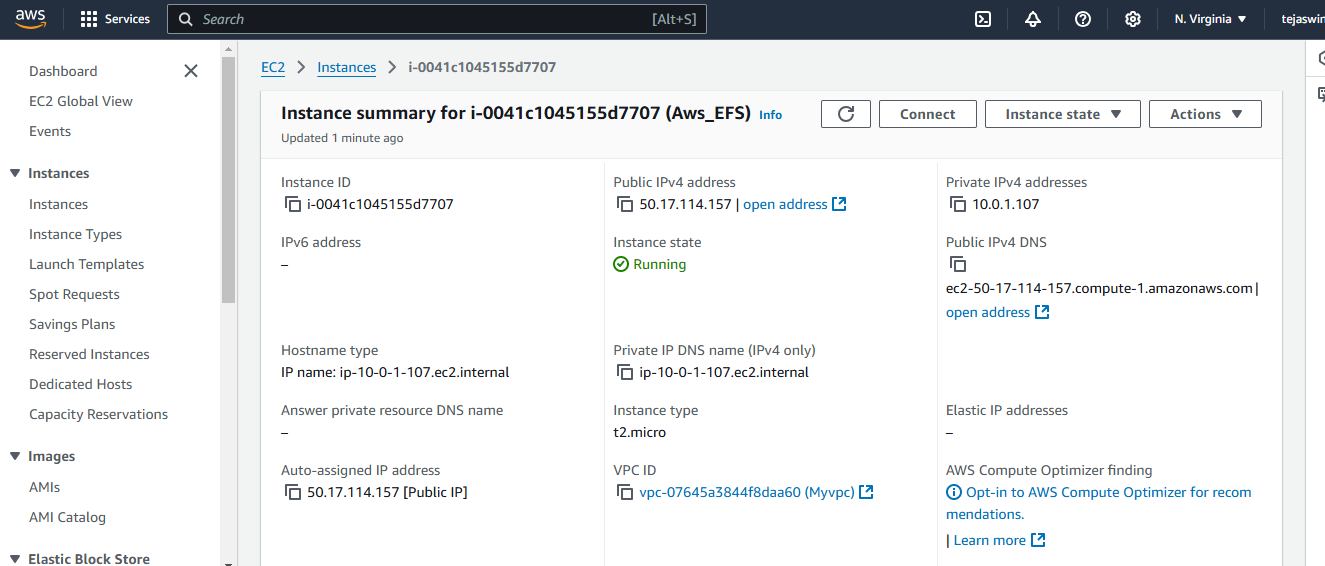 aws
Services
Search
[Alt+S]
N. Virginia
tejaswin
Dashboard
EC2 Global View
Events
Instances
Instances
Instance Types
Launch Templates
Spot Requests
Savings Plans
Reserved Instances
Dedicated Hosts
Capacity Reservations
Images
AMIs
AMI Catalog
Elastic Block Store
EC2 > Instances > i-0041c1045155d7707
Instance summary for i-0041c1045155d7707 (Aws_EFS) Info
Updated 1 minute ago
Connect
Instance state
Actions
Instance ID
i-0041c1045155d7707
Public IPv4 address
50.17.114.157 | open address
Private IPv4 addresses
10.0.1.107
IPv6 address
–
Instance state
Running
Public IPv4 DNS
ec2-50-17-114-157.compute-1.amazonaws.com |
open address
Hostname type
IP name: ip-10-0-1-107.ec2.internal
Private IP DNS name (IPv4 only)
ip-10-0-1-107.ec2.internal
Answer private resource DNS name
–
Instance type
t2.micro
Elastic IP addresses
–
Auto-assigned IP address
50.17.114.157 [Public IP]
VPC ID
vpc-07645a3844f8daa60 (Myvpc)
AWS Compute Optimizer finding
Opt-in to AWS Compute Optimizer for recom
mendations.
| Learn more